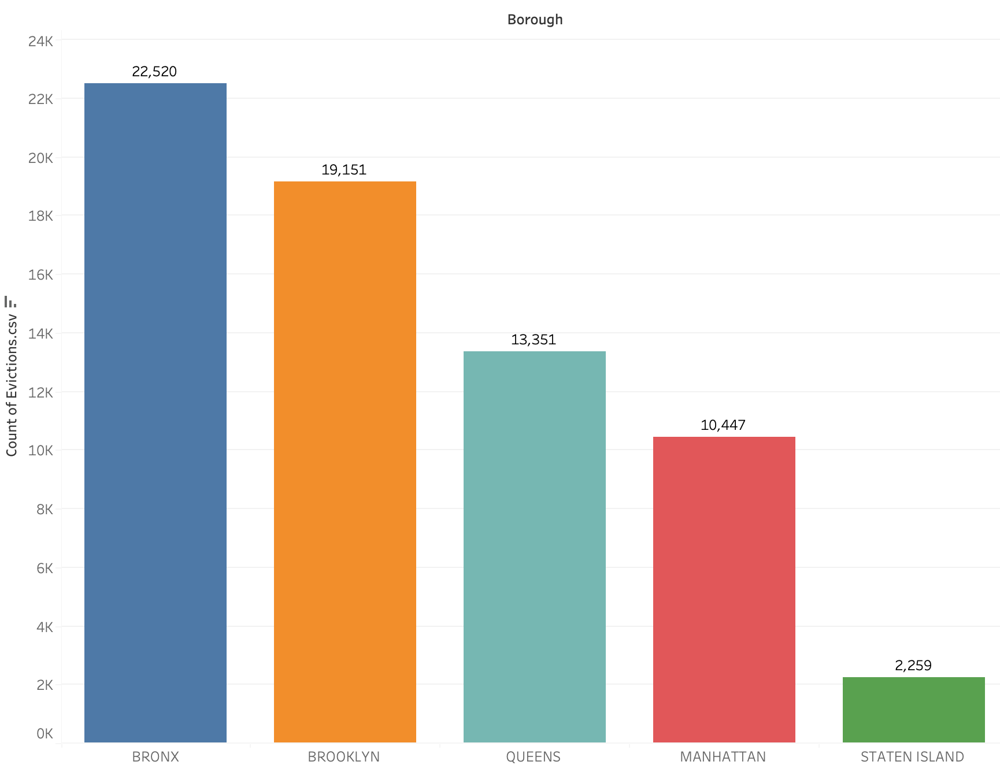 Borough
24K
22K
20K
18K
16K
14K
12K
10K
8K
6K
4K
2K
0K
Count of Evictions.csv
22,520
19,151
13,351
10,447
2,259
BRONX
BROOKLYN
QUEENS
MANHATTAN
STATEN ISLAND